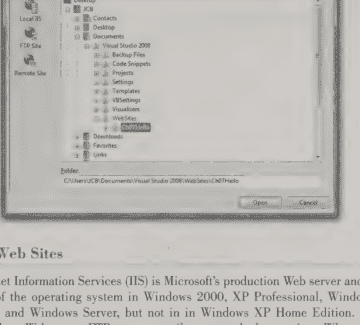 Desktop
JCB
Local IIS
Contacts
Desktop
Documents
FTP Site
Visual Studio 2008
Backup Files
Code Snippets
Remote Site
Projects
Settings
Templates
VBSettings
Visualizers
WebSites
Ch07Hello
Downloads
Favorites
Links
Folder
C:\Users\JCB\Documents\Visual Studio 2008\WebSites\Ch07Hello
Open
Cancel
Web Sites
et Information Services (IIS) is Microsoft's production Web server and
of the operating system in Windows 2000, XP Professional, Windo
and Windows Server, but not in in Windows XP Home Edition.